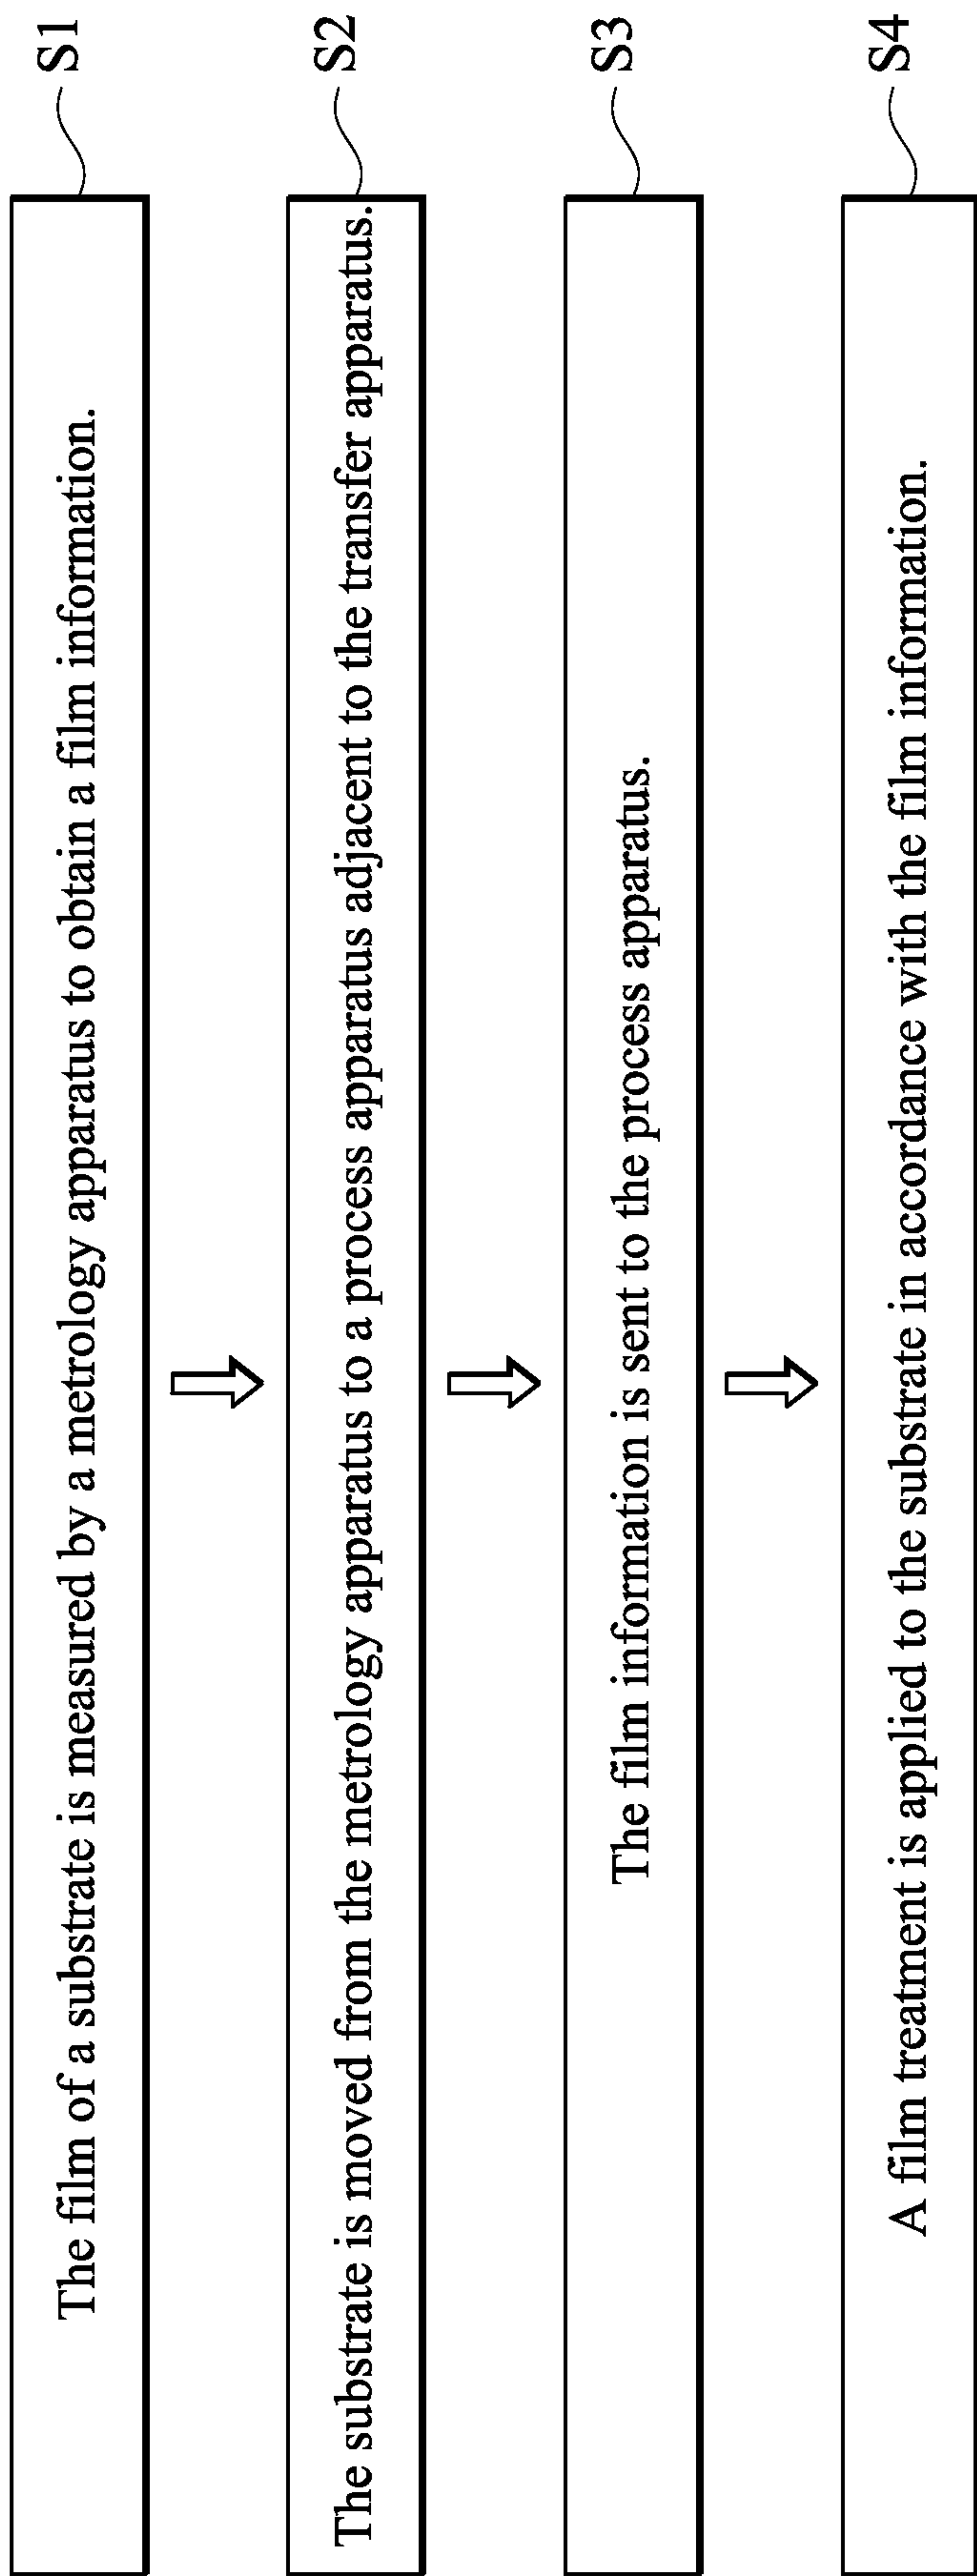 The film of a substrate is measured by a metrology apparatus to obtain a film information.
S1
The substrate is moved from the metrology apparatus to a process apparatus adjacent to the transfer apparatus.
S2
The film information is sent to the process apparatus.
S3
A film treatment is applied to the substrate in accordance with the film information.
S4